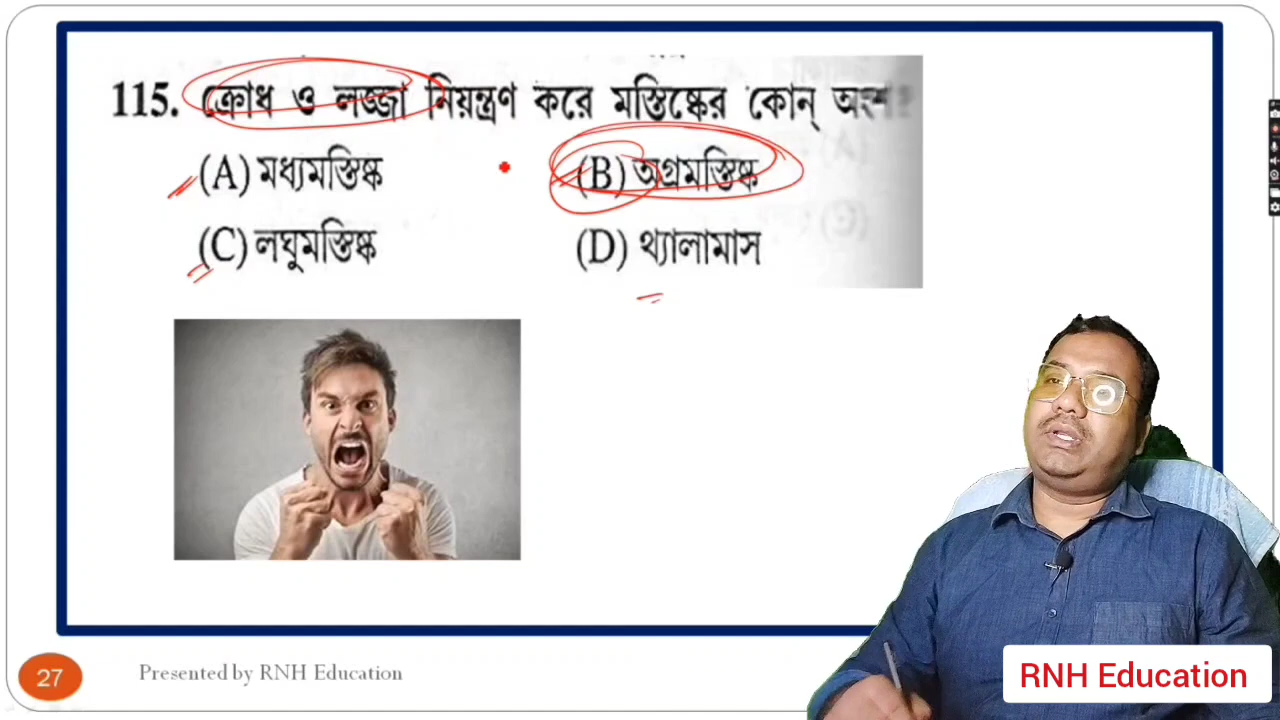 115. ক্রোধ ও লজ্জা নিয়ন্ত্রণ করে মস্তিষ্কের কোন্ অংশ?
(A) মধ্যমস্তিষ্ক (B) অগ্রমস্তিষ্ক
(C) লঘুমস্তিষ্ক (D) থ্যালামাস
27 Presented by RNH Education
RNH Education